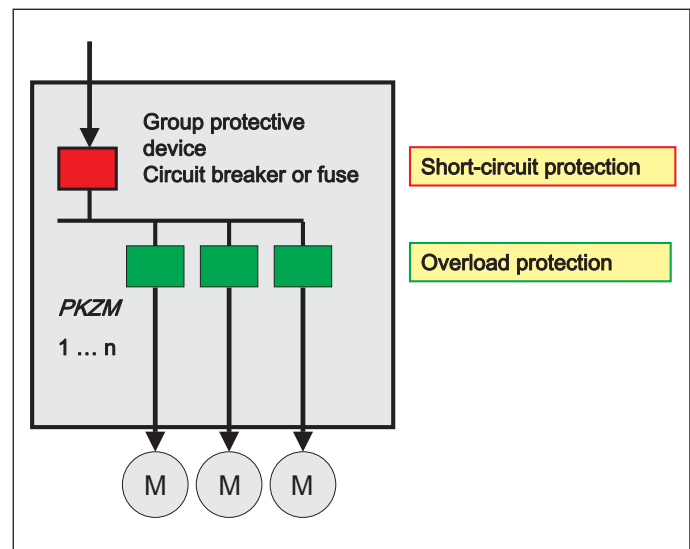 Group protective
device
Circuit breaker or fuse
Short-circuit protection
Overload protection
PKZM
1 ... n
M M M